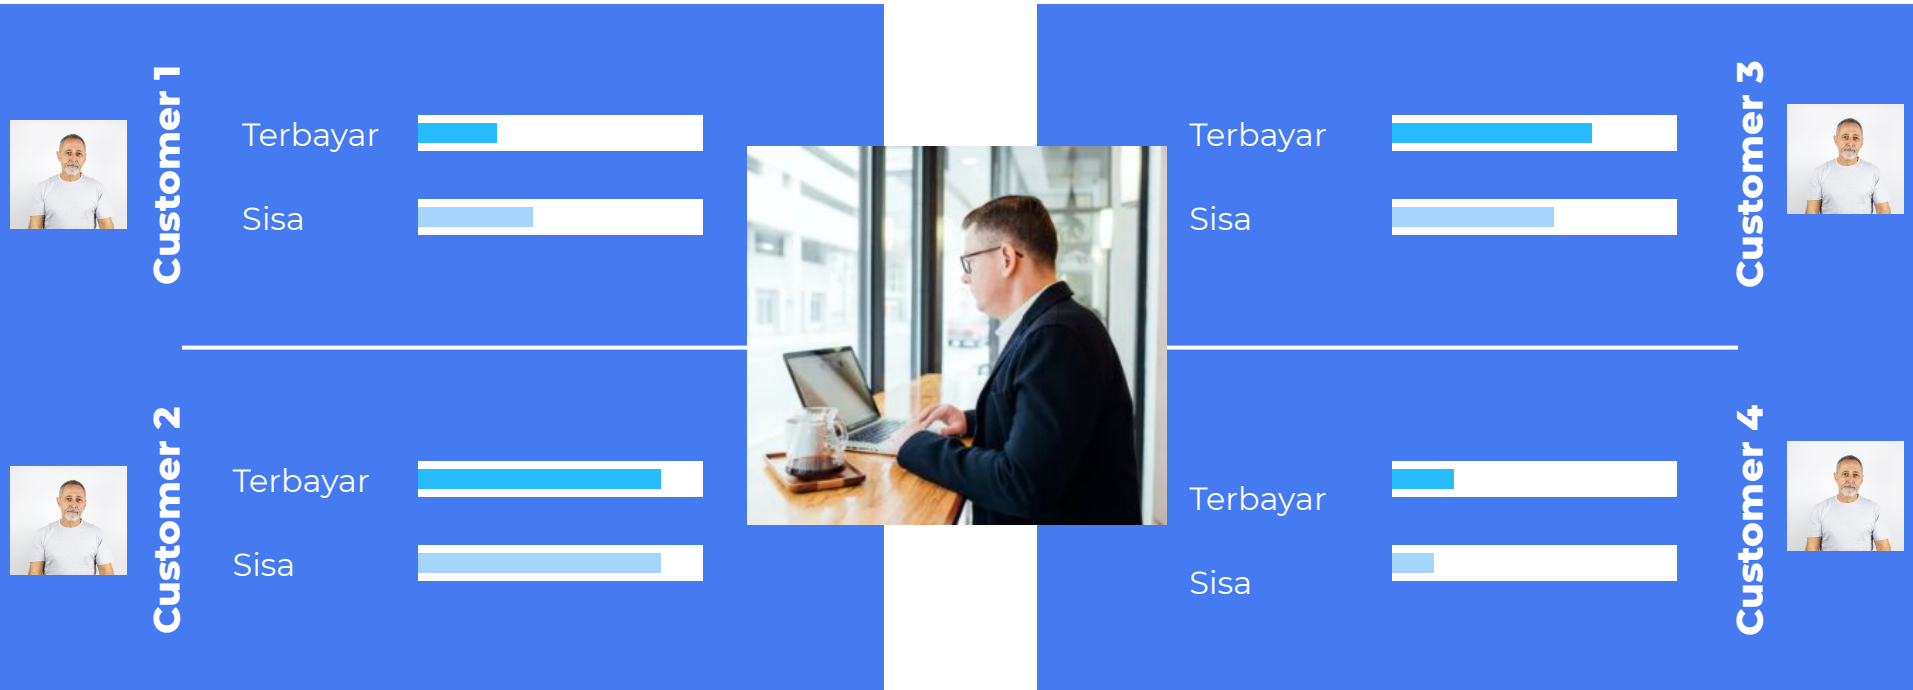 Customer 1
Terbayar
Sisa
Customer 2
Terbayar
Sisa
Customer 3
Terbayar
Sisa
Customer 4
Terbayar
Sisa